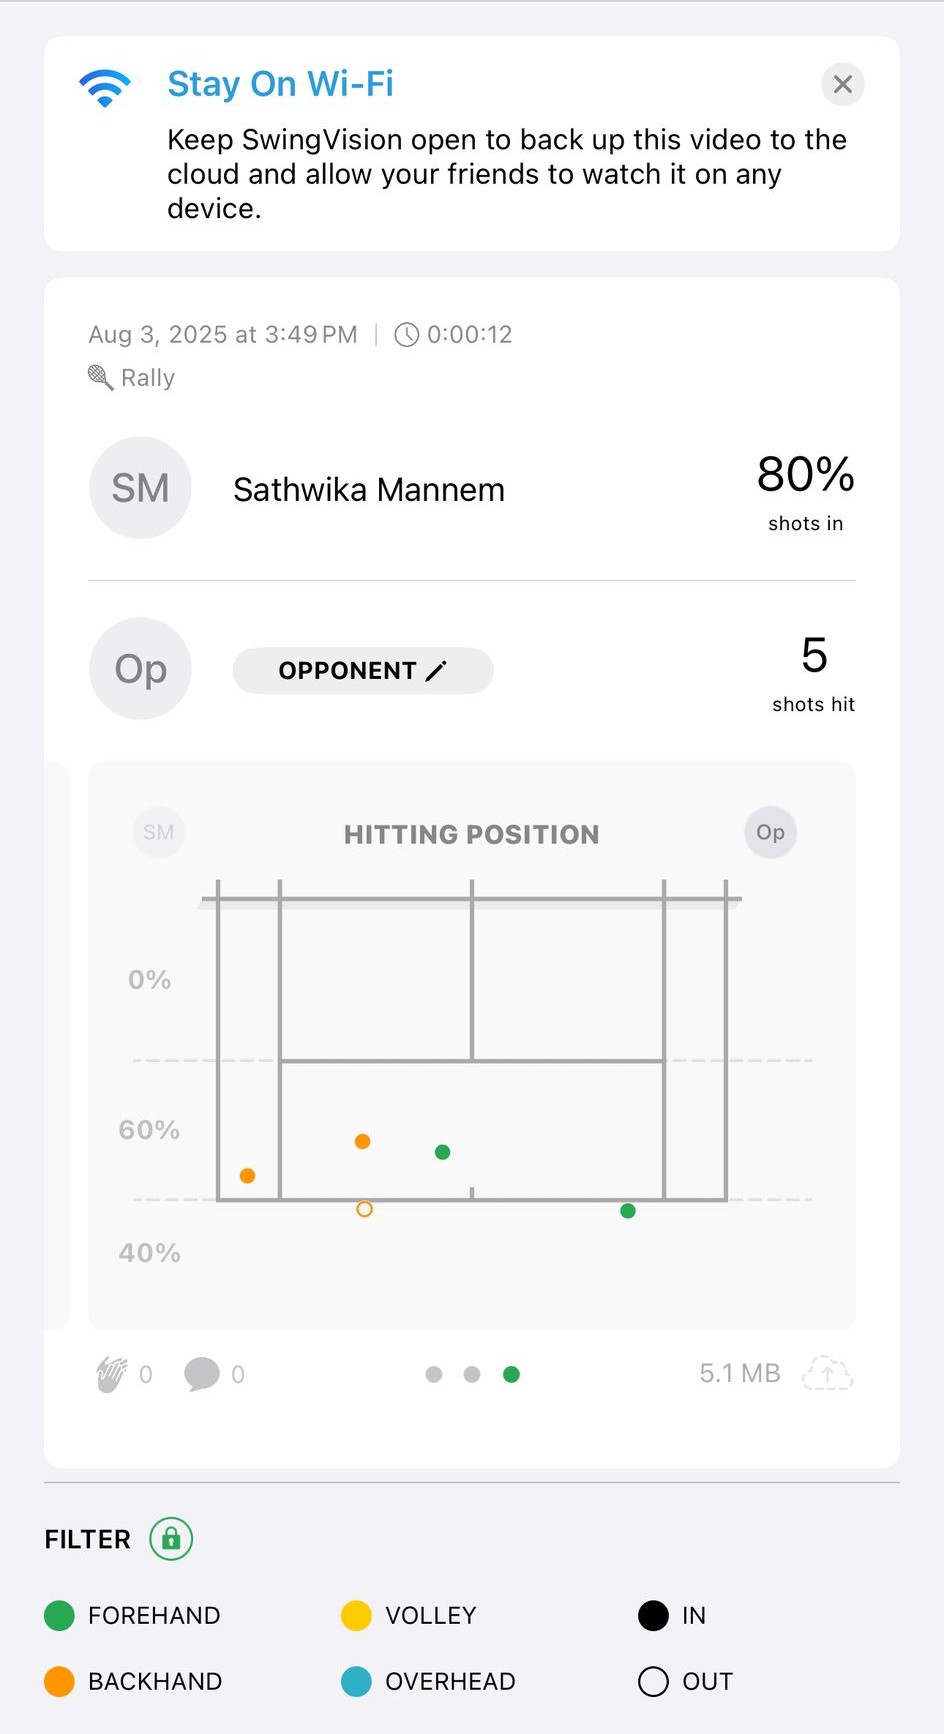 Stay On Wi-Fi
Keep SwingVision open to back up this video to the
cloud and allow your friends to watch it on any
device.
Aug 3, 2025 at 3:49 PM | 0:00:12
Rally
SM
Sathwika Mannem
80%
shots in
Op
OPPONENT
5
shots hit
SM
HITTING POSITION
Op
0%
60%
40%
0
0
5.1 MB
FILTER
FOREHAND
VOLLEY
IN
BACKHAND
OVERHEAD
OUT